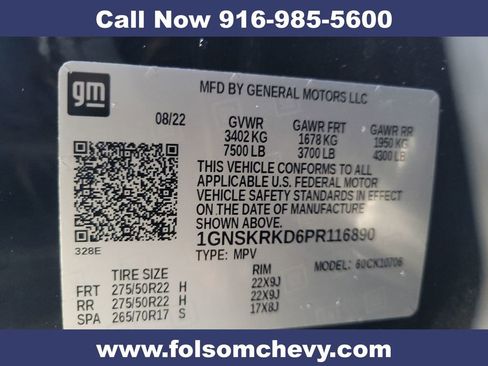 Call Now 916-985-5600
gm
MFD BY GENERAL MOTORS LLC
08/22
GVWR GAWR FRT GAWR RR
3402 KG 1678 KG 1950 KG
7500 LB 3700 LB 4300 LB
THIS VEHICLE CONFORMS TO ALL
APPLICABLE U.S. FEDERAL MOTOR
VEHICLE SAFETY STANDARDS IN EFFECT
ON THE DATE OF MANUFACTURE
SHOWN ABOVE.
1GNSKRKD6PR116890
328E
TYPE: MPV MODEL: 60CK10706
TIRE SIZE RIM
FRT 275/50R22 H 22X9J
RR 275/50R22 H 22X9J
SPA 265/70R17 S 17X8J
www.folsomchevy.com